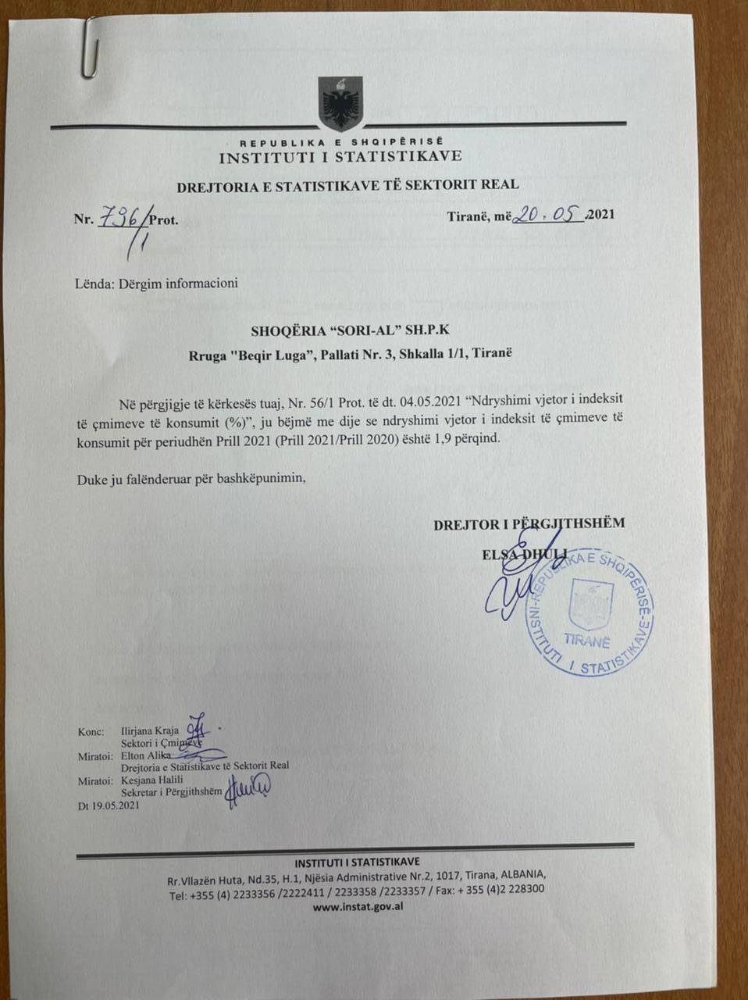 REPUBLIKA E SHQIPËRISË
INSTITUTI I STATISTIKAVE
DREJTORIA E STATISTIKAVE TË SEKTORIT REAL
Nr. 796/1 Prot.
Tiranë, më 20.05.2021
Lënda: Dërgim informacioni
SHOQËRIA “SORI-AL” SH.P.K
Rruga "Beqir Luga”, Pallati Nr. 3, Shkalla 1/1, Tiranë
Në përgjigje të kërkesës tuaj, Nr. 56/1 Prot. të dt. 04.05.2021 “Ndryshimi vjetor i indeksit
të çmimeve të konsumit (%)”, ju bëjmë me dije se ndryshimi vjetor i indeksit të çmimeve të
konsumit për periudhën Prill 2021 (Prill 2021/Prill 2020) është 1,9 përqind.
Duke ju falënderuar për bashkëpunimin,
DREJTOR I PËRGJITHSHËM
ELSA DHULI
REPUBLIKA E SHQIPËRISË-
INSTITUTI I STATISTIKAVE-
TIRANË
Konc: Ilirjana Kraja
Sektori i Çmimeve
Miratoi: Elton Alika
Drejtoria e Statistikave të Sektorit Real
Miratoi: Kesjana Halili
Sekretar i Përgjithshëm
Dt 19.05.2021
INSTITUTI I STATISTIKAVE
Rr.Vllazën Huta, Nd.35, H.1, Njësia Administrative Nr.2, 1017, Tirana, ALBANIA,
Tel: +355 (4) 2233356 /2222411 / 2233358 /2233357 / Fax: + 355 (4)2 228300
www.instat.gov.al